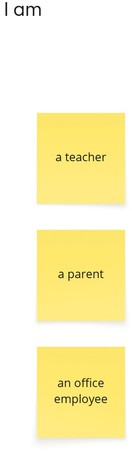 I am
a teacher
a parent
an office
employee